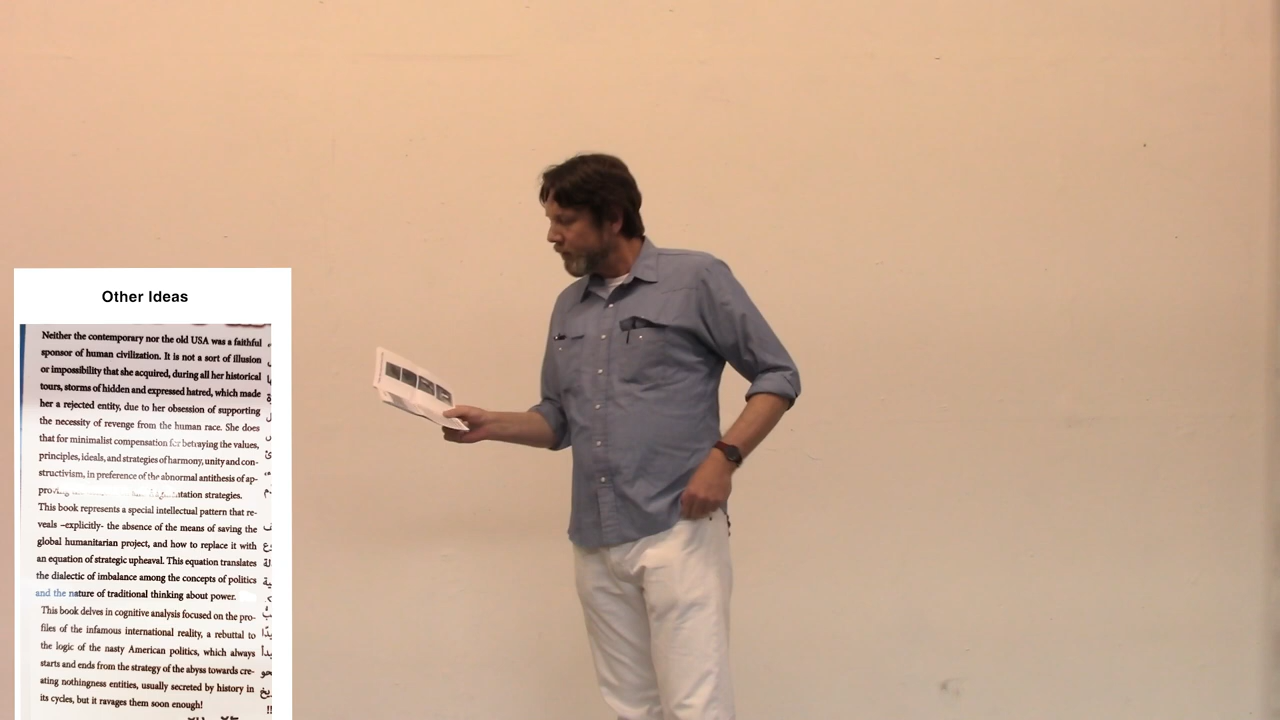 Other Ideas
Neither the contemporary nor the old USA was a faithful
sponsor of human civilization. It is not a sort of illusion
or impossibility that she acquired, during all her historical
tours, storms of hidden and expressed hatred, which made
her a rejected entity, due to her obsession of supporting
the necessity of revenge from the human race. She does
that for minimalist compensation for betraying the values,
principles, ideals, and strategies of harmony, unity and con-
structivism, in preference of the abnormal antithesis of ap-
strategies.
This book represents a special intellectual pattern that re-
veals –explicitly- the absence of the means of saving the
global humanitarian project, and how to replace it with
an equation of strategic upheaval. This equation translates
the dialectic of imbalance among the concepts of politics
and the nature of traditional thinking about power.
This book delves in cognitive analysis focused on the pro-
files of the infamous international reality, a rebuttal to
the logic of the nasty American politics, which always
starts and ends from the strategy of the abyss towards cre-
ating nothingness entities, usually secreted by history in
its cycles, but it ravages them soon enough!